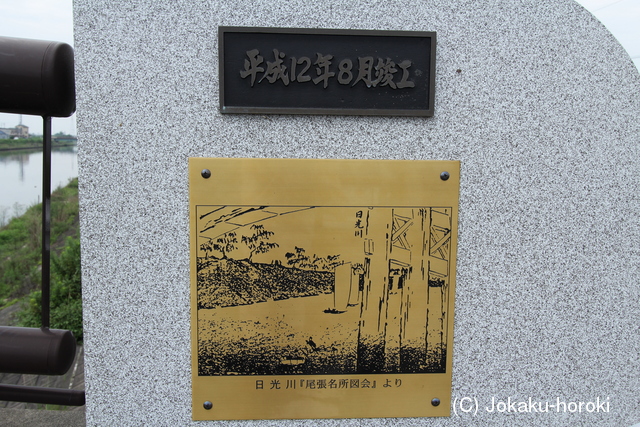 平成12年8月竣工
日光川
日光川『尾張名所図会』より
(C) Jokaku-horoki